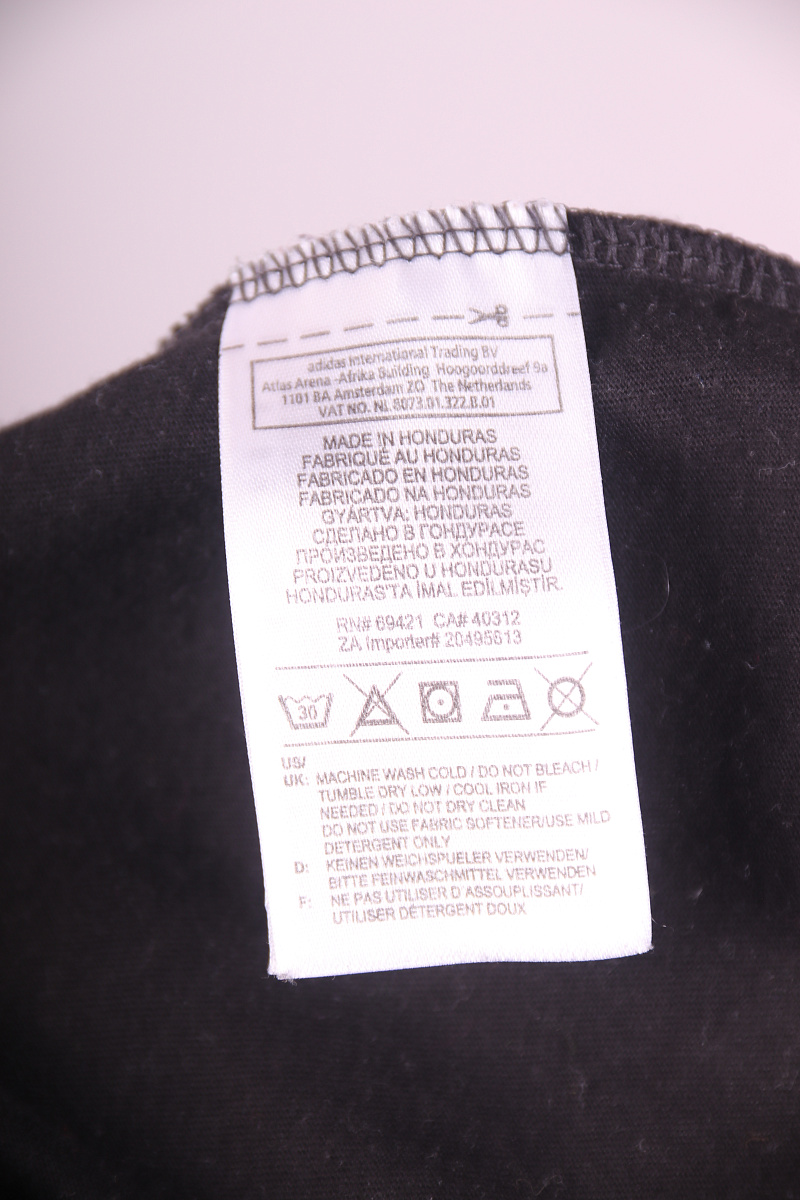 adidas International Trading BV
Atlas Arena -Afrika Building Hoogoorddreef 9a
1101 BA Amsterdam ZO The Netherlands
VAT NO. NL 8073.01.322.B.01
MADE IN HONDURAS
FABRIQUÉ AU HONDURAS
FABRICADO EN HONDURAS
FABRICADO NA HONDURAS
GYÁRTVA: HONDURAS
СДЕЛАНО В ГОНДУРАСЕ
ПРОИЗВЕДЕНО В ХОНДУРАС
PROIZVEDENO U HONDURASU
HONDURAS'TA İMAL EDİLMİŞTİR.
RN# 69421 CA# 40312
ZA Importer# 20495613
30
US/
UK: MACHINE WASH COLD / DO NOT BLEACH /
TUMBLE DRY LOW / COOL IRON IF
NEEDED / DO NOT DRY CLEAN
DO NOT USE FABRIC SOFTENER/USE MILD
DETERGENT ONLY
D: KEINEN WEICHSPUELER VERWENDEN/
BITTE FEINWASCHMITTEL VERWENDEN
F: NE PAS UTILISER D'ASSOUPLISSANT/
UTILISER DÉTERGENT DOUX